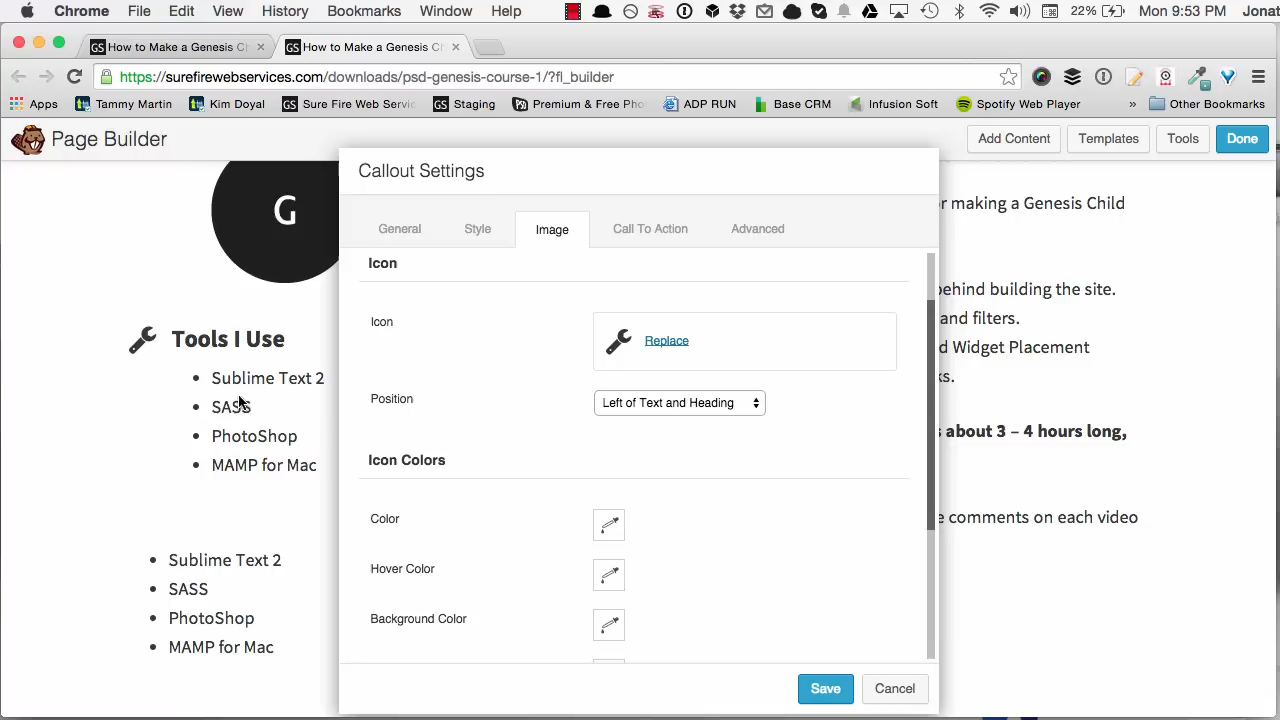 Chrome File Edit View History Bookmarks Window Help 22% Mon 9:53 PM Jonat
GS How to Make a Genesis Ch × GS How to Make a Genesis Ch ×
https://surefirewebservices.com/downloads/psd-genesis-course-1/?fl_builder
Apps Tammy Martin Kim Doyal GS Sure Fire Web Servic GS Staging Premium & Free Pho ADP RUN Base CRM Infusion Soft Spotify Web Player » Other Bookmarks
Page Builder Add Content Templates Tools Done
G
Tools I Use
Sublime Text 2
SASS
PhotoShop
MAMP for Mac
Sublime Text 2
SASS
PhotoShop
MAMP for Mac
Callout Settings
General Style Image Call To Action Advanced
Icon
Icon Replace
Position Left of Text and Heading
Icon Colors
Color
Hover Color
Background Color
Save Cancel
r making a Genesis Child
behind building the site.
and filters.
d Widget Placement
ks.
s about 3 – 4 hours long,
e comments on each video